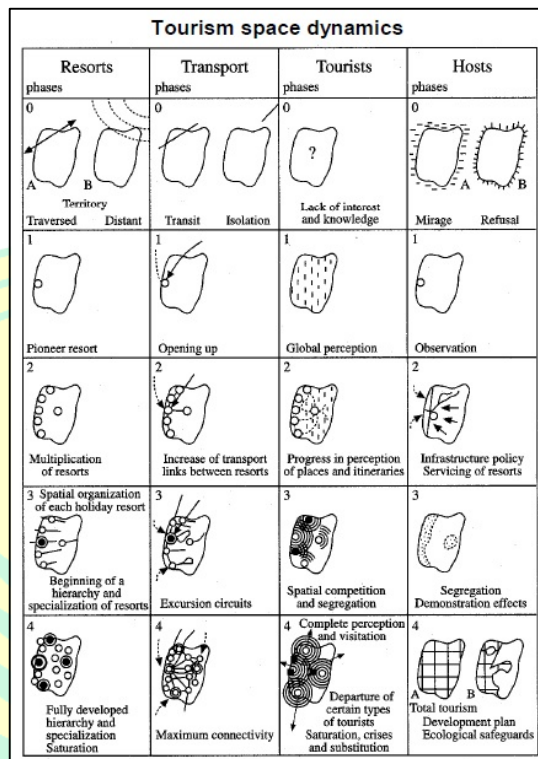 Tourism space dynamics
Resorts
phases
Transport
phases
Tourists
phases
Hosts
phases
0
A
B
Territory
Traversed
Distant
0
Transit
Isolation
0
?
Lack of interest
and knowledge
0
A
B
Mirage
Refusal
1
Pioneer resort
1
Opening up
1
Global perception
1
Observation
2
Multiplication
of resorts
2
Increase of transport
links between resorts
2
Progress in perception
of places and itineraries
2
Infrastructure policy
Servicing of resorts
3
Spatial organization
of each holiday resort
Beginning of a
hierarchy and
specialization of resorts
3
Excursion circuits
3
Spatial competition
and segregation
3
Segregation
Demonstration effects
4
Fully developed
hierarchy and
specialization
Saturation
4
Maximum connectivity
4
Complete perception
and visitation
Departure of
certain types
of tourists
Saturation, crises
and substitution
4
A
B
Total tourism
Development plan
Ecological safeguards